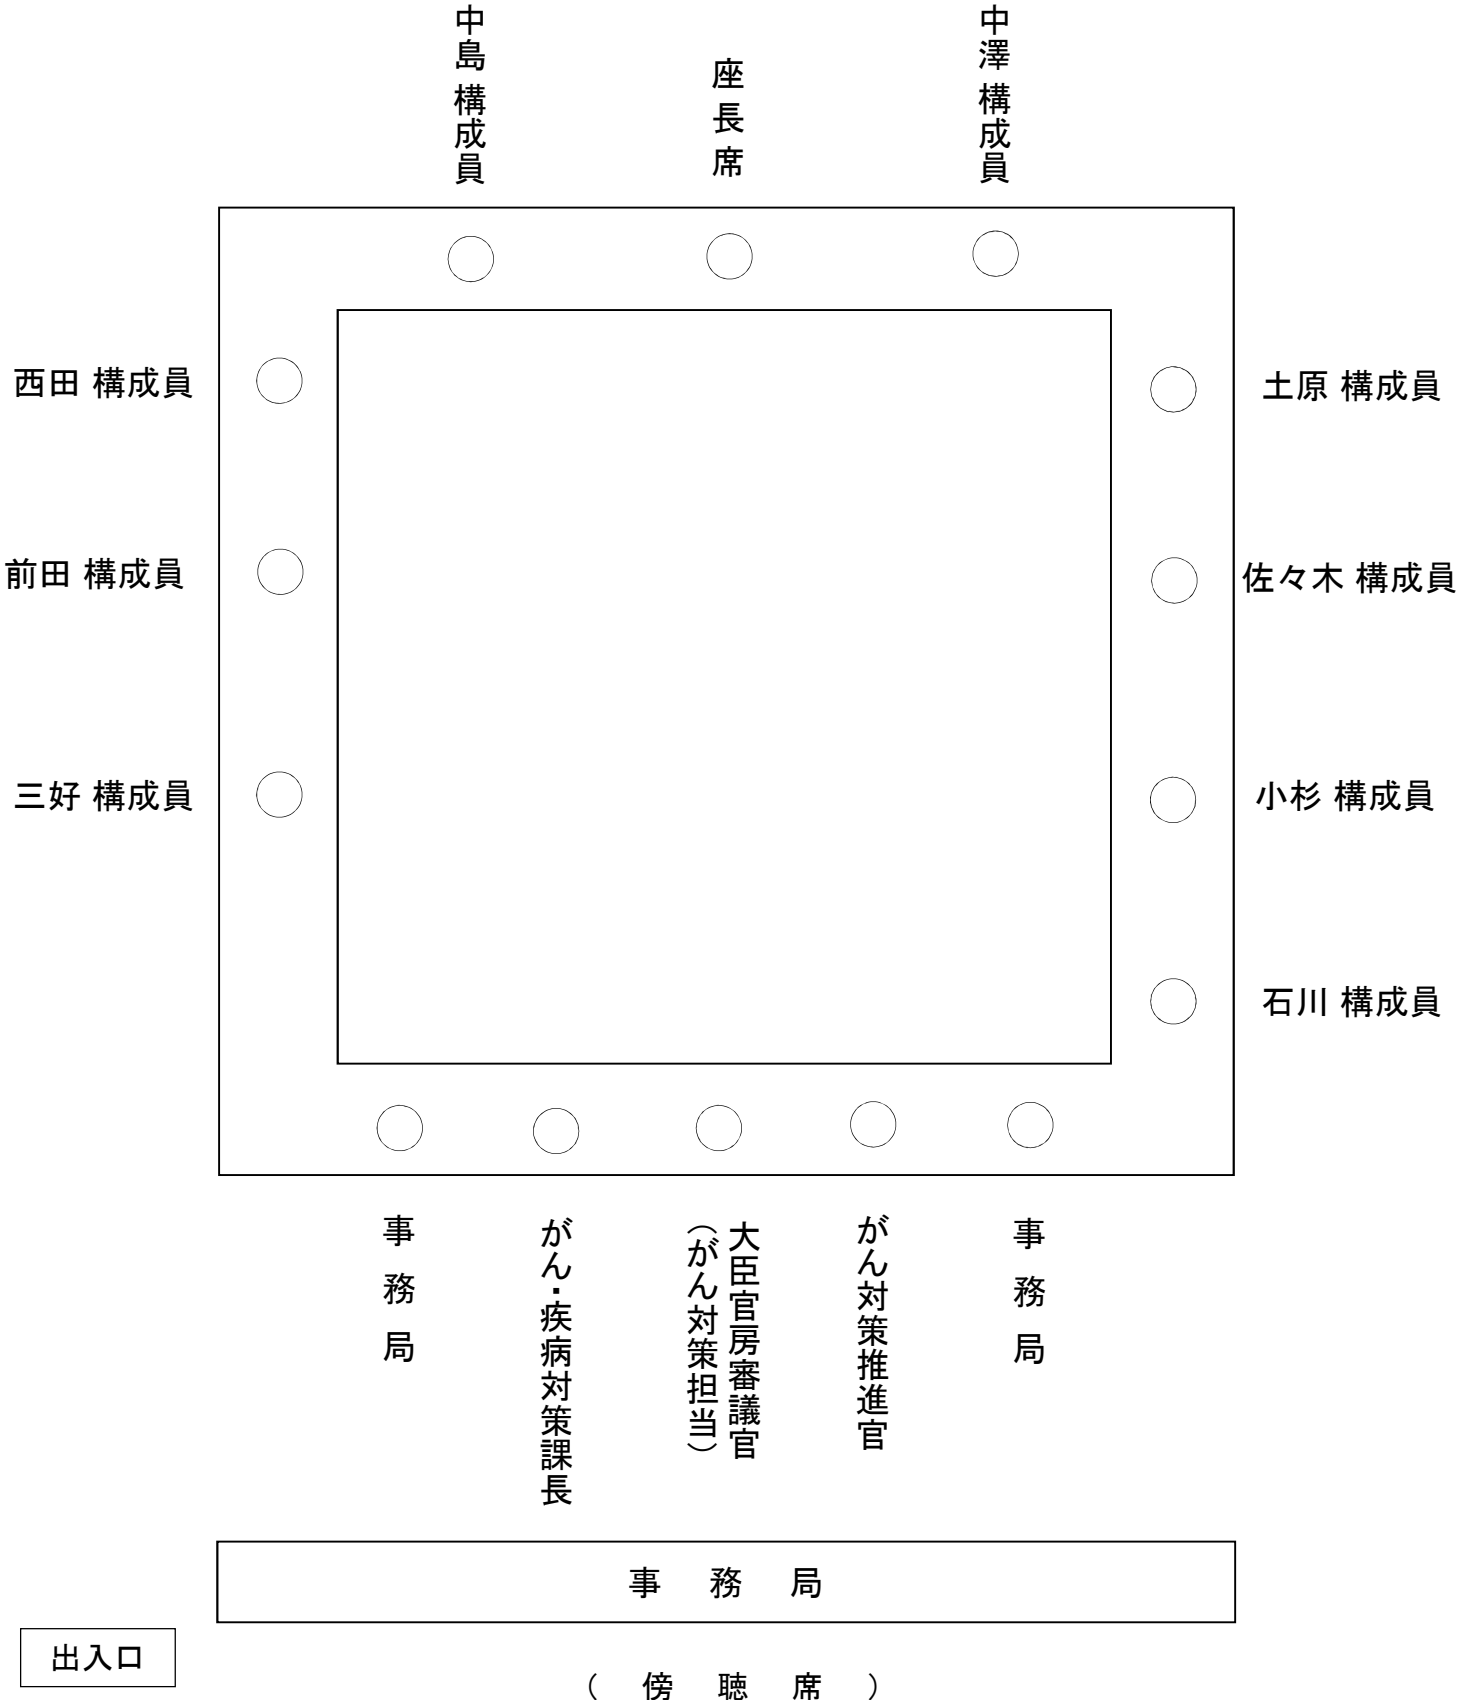 中島 構成員
座長席
中澤 構成員
西田 構成員
土原 構成員
前田 構成員
佐々木 構成員
三好 構成員
小杉 構成員
石川 構成員
事務局
がん・疾病対策課長
大臣官房審議官
（がん対策担当）
がん対策推進官
事務局
事 務 局
出入口
（ 傍 聴 席 ）